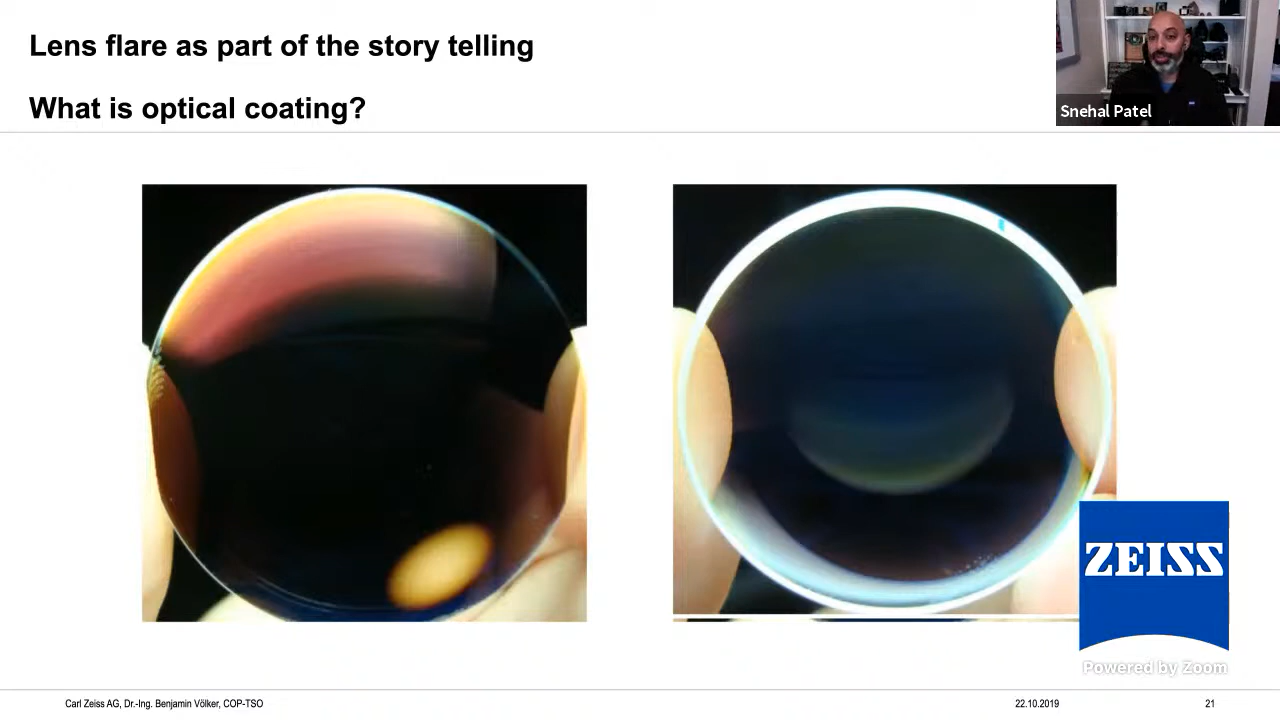 Lens flare as part of the story telling
What is optical coating?
Snehal Patel
ZEISS
Powered by Zoom
Carl Zeiss AG, Dr.-Ing. Benjamin Völker, COP-TSO
22.10.2019
21